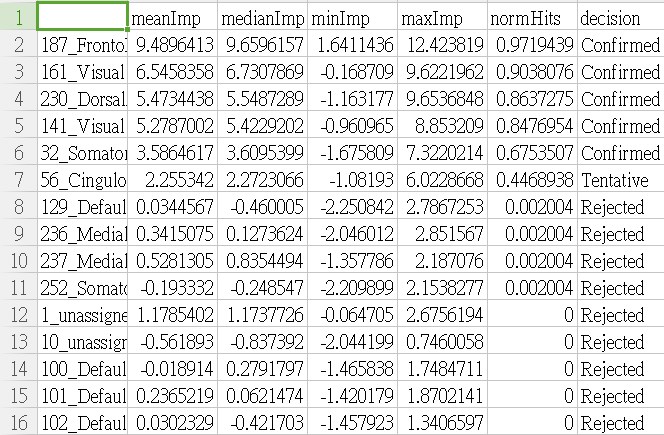 1 meanImp medianImp minImp maxImp normHits decision
2 187_Fronto 9.4896413 9.6596157 1.6411436 12.423819 0.9719439 Confirmed
3 161_Visual 6.5458358 6.7307869 -0.168709 9.6221962 0.9038076 Confirmed
4 230_Dorsal 5.4734438 5.5487289 -1.163177 9.6536848 0.8637275 Confirmed
5 141_Visual 5.2787002 5.4229202 -0.960965 8.853209 0.8476954 Confirmed
6 32_Somato 3.5864617 3.6095399 -1.675809 7.3220214 0.6753507 Confirmed
7 56_Cingulo 2.255342 2.2723066 -1.08193 6.0228668 0.4468938 Tentative
8 129_Defaul 0.0344567 -0.460005 -2.250842 2.7867253 0.002004 Rejected
9 236_Medial 0.3415075 0.1273624 -2.046012 2.851567 0.002004 Rejected
10 237_Medial 0.5281305 0.8354494 -1.357786 2.187076 0.002004 Rejected
11 252_Somato -0.193332 -0.248547 -2.209899 2.1538277 0.002004 Rejected
12 1_unassigne 1.1785402 1.1737726 -0.064705 2.6756194 0 Rejected
13 10_unassign -0.561893 -0.837392 -2.044199 0.7460058 0 Rejected
14 100_Defaul -0.018914 0.2791797 -1.465838 1.7484711 0 Rejected
15 101_Defaul 0.2365219 0.0621474 -1.420179 1.8702141 0 Rejected
16 102_Defaul 0.0302329 -0.421703 -1.457923 1.3406597 0 Rejected